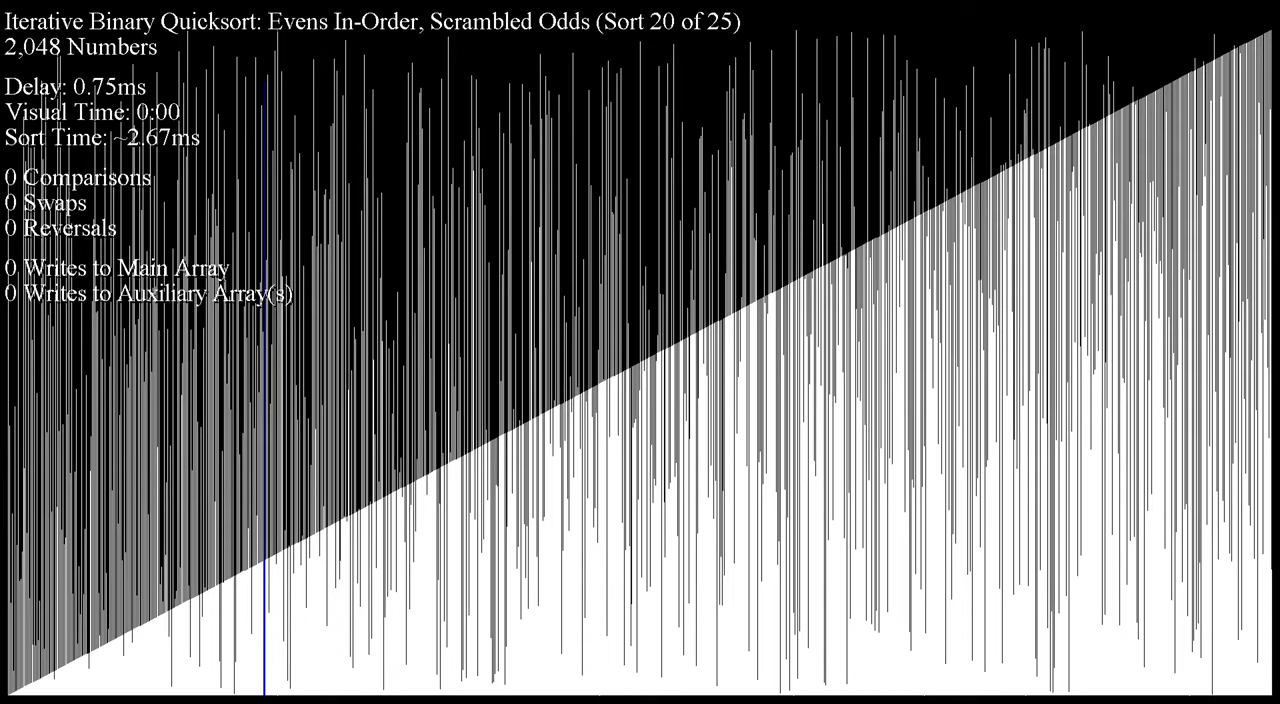 Iterative Binary Quicksort: Evens In-Order, Scrambled Odds (Sort 20 of 25)
2,048 Numbers
Delay: 0.75ms
Visual Time: 0:00
Sort Time: ~2.67ms
0 Comparisons
0 Swaps
0 Reversals
0 Writes to Main Array
0 Writes to Auxiliary Array(s)